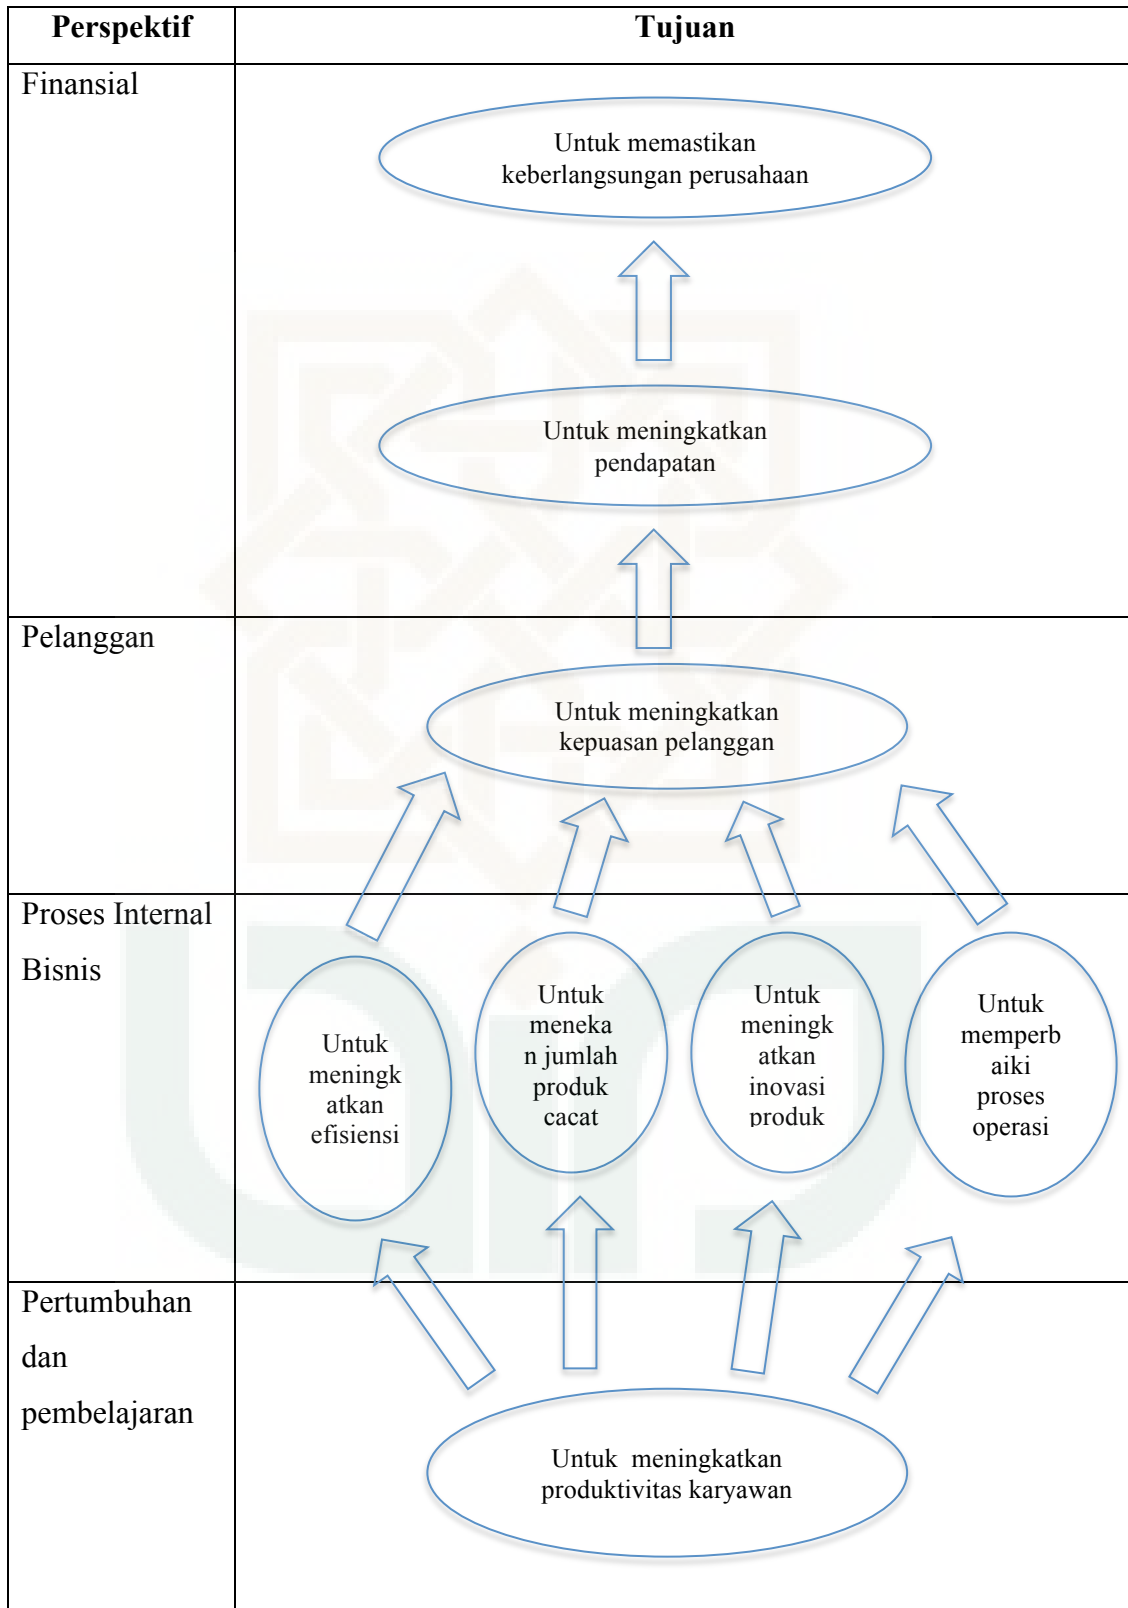 Perspektif
Tujuan
Finansial
Untuk memastikan
keberlangsungan perusahaan
Untuk meningkatkan
pendapatan
Pelanggan
Untuk meningkatkan
kepuasan pelanggan
Proses Internal
Bisnis
Untuk
meningk
atkan
efisiensi
Untuk
meneka
n jumlah
produk
cacat
Untuk
meningk
atkan
inovasi
produk
Untuk
memperb
aiki
proses
operasi
Pertumbuhan
dan
pembelajaran
Untuk  meningkatkan
produktivitas karyawan